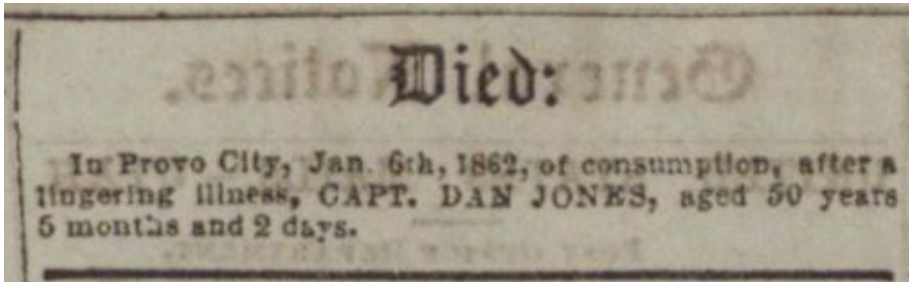 Died:
In Provo City, Jan. 6th, 1862, of consumption, after a
lingering illness, CAPT. DAN JONES, aged 50 years
5 months and 2 days.